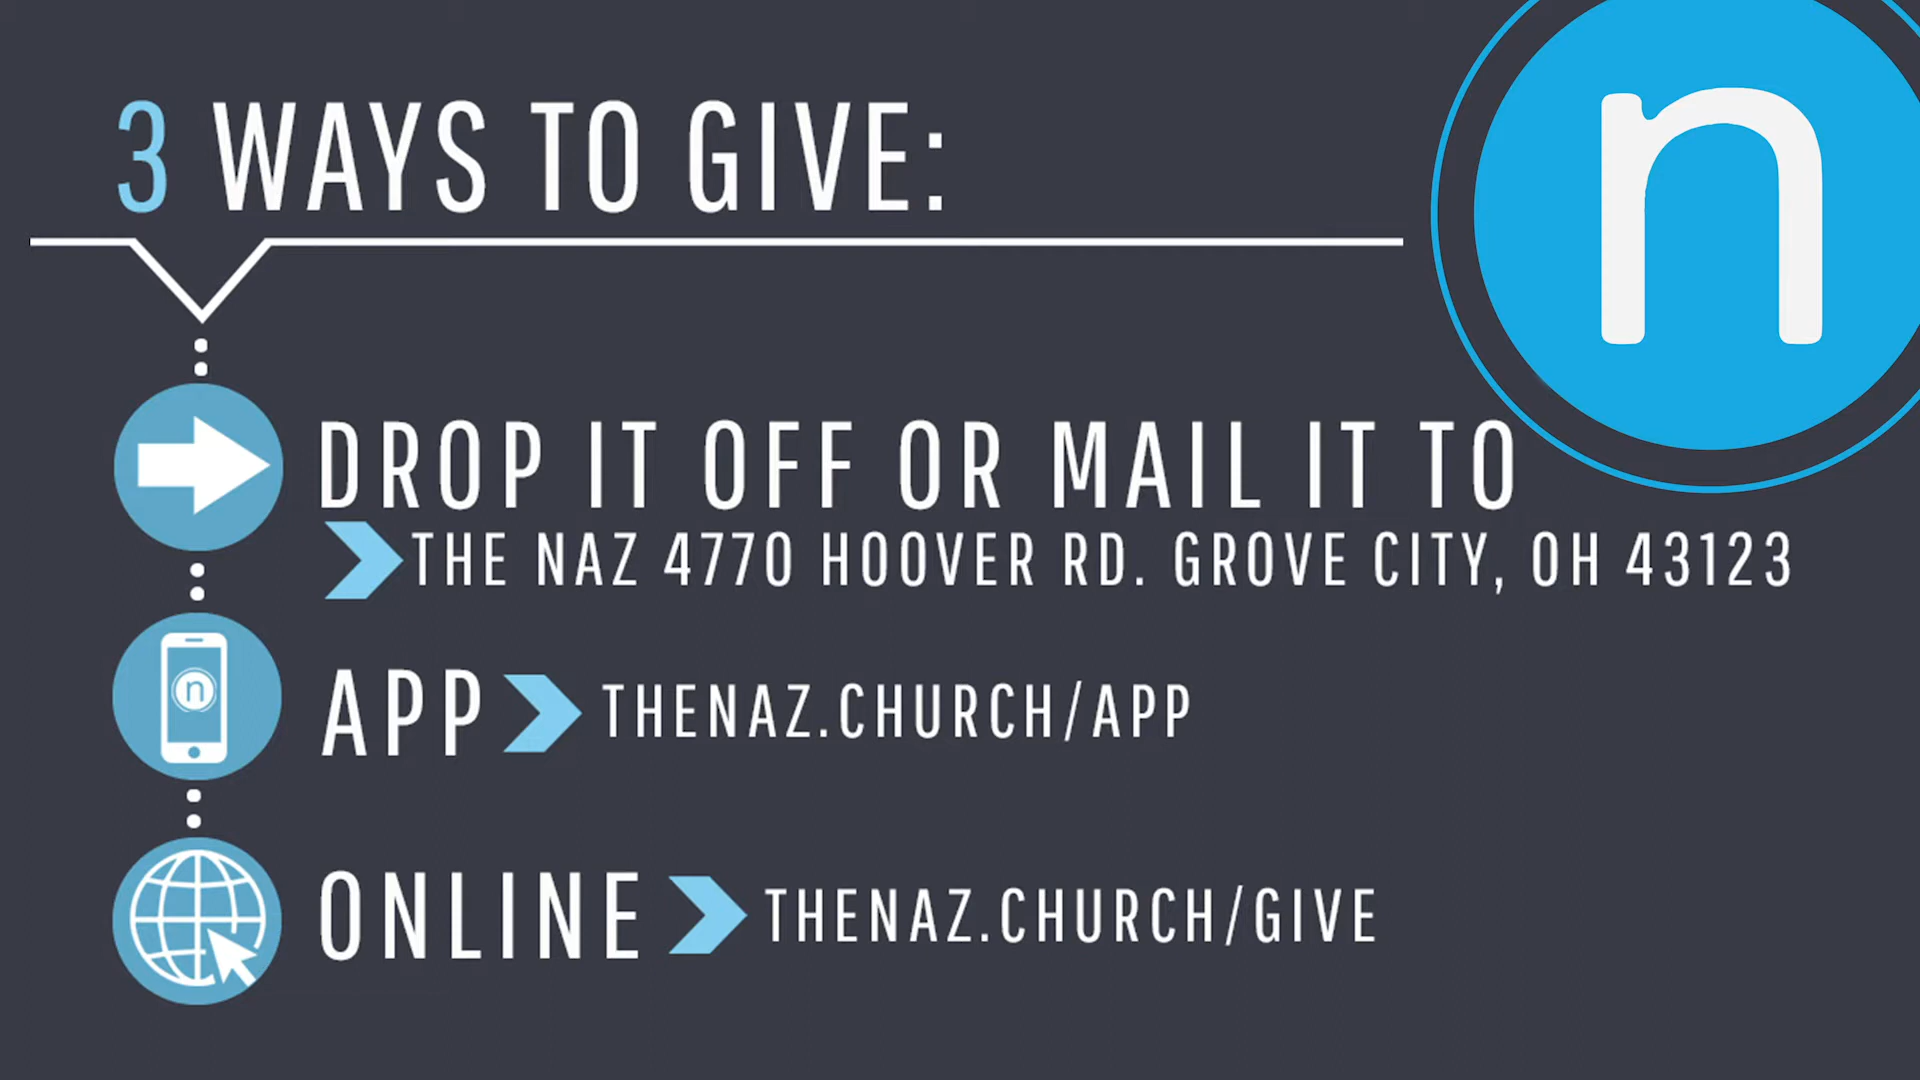 3 WAYS TO GIVE:
n
DROP IT OFF OR MAIL IT TO
THE NAZ 4770 HOOVER RD. GROVE CITY, OH 43123
n
APP THENAZ.CHURCH/APP
ONLINE THENAZ.CHURCH/GIVE